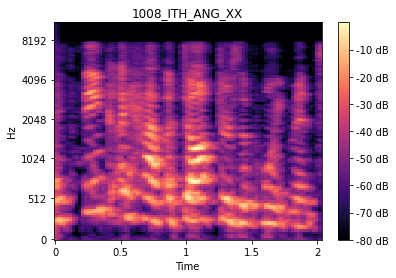 1008_ITH_ANG_XX
8192
4096
2048
1024
512
0
Hz
0
0.5
1
1.5
2
Time
-10 dB
-20 dB
-30 dB
-40 dB
-50 dB
-60 dB
-70 dB
-80 dB